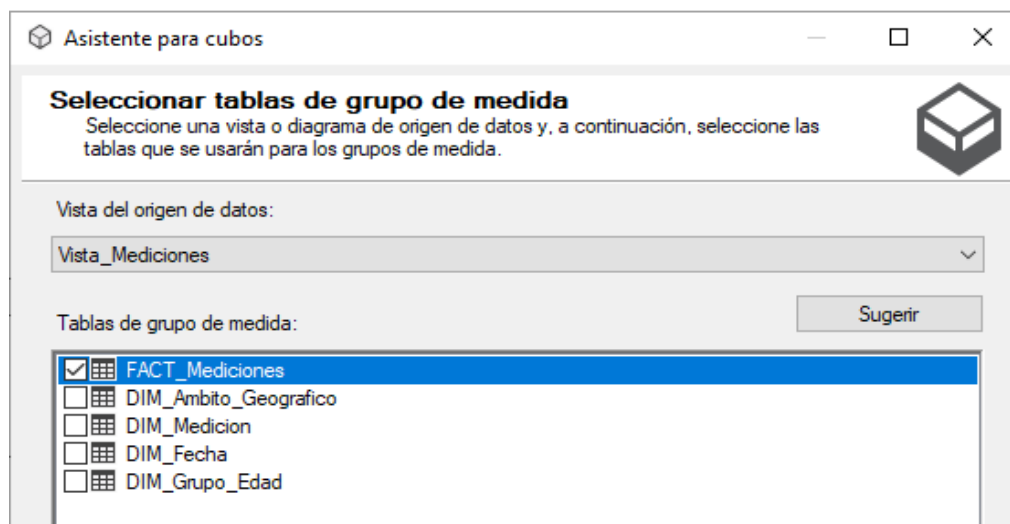 Asistente para cubos
Seleccionar tablas de grupo de medida
Seleccione una vista o diagrama de origen de datos y, a continuación, seleccione las
tablas que se usarán para los grupos de medida.
Vista del origen de datos:
Vista_Mediciones
Sugerir
Tablas de grupo de medida:
FACT_Mediciones
DIM_Ambito_Geografico
DIM_Medicion
DIM_Fecha
DIM_Grupo_Edad